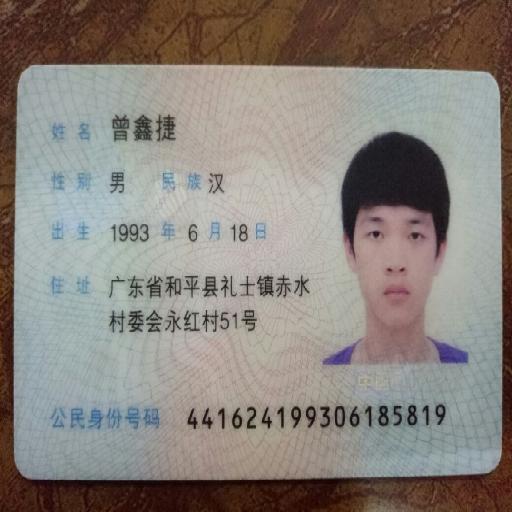 姓名 曾鑫捷
性别 男 民族 汉
出生 1993 年 6 月 18 日
住址 广东省和平县礼士镇赤水
村委会永红村51号
公民身份号码 441624199306185819